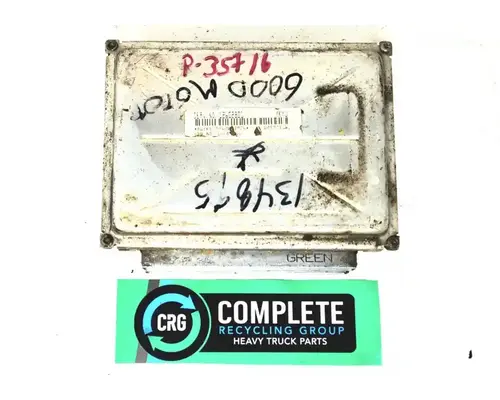 P-35716
GOOD MOTOR
134875
GREEN
CRG
COMPLETE
RECYCLING GROUP
HEAVY TRUCK PARTS